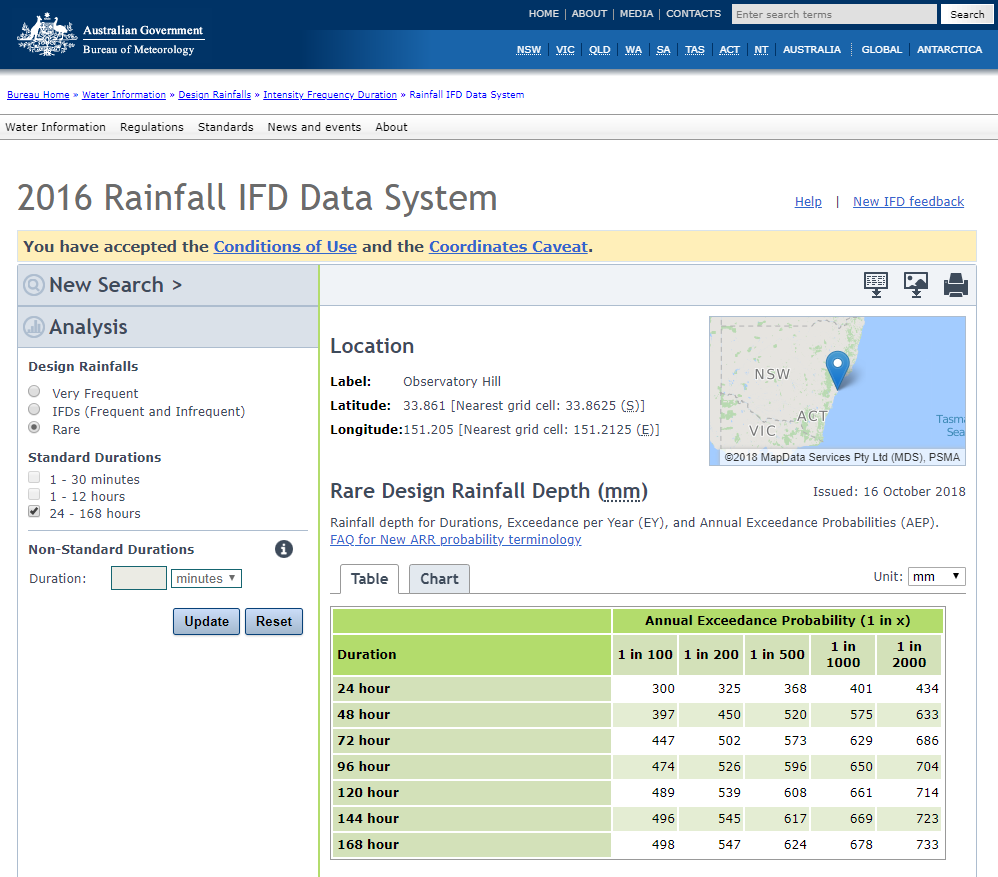 HOME | ABOUT | MEDIA | CONTACTS Enter search terms Search
Australian Government
Bureau of Meteorology
NSW | VIC | QLD | WA | SA | TAS | ACT | NT | AUSTRALIA | GLOBAL | ANTARCTICA
Bureau Home » Water Information » Design Rainfalls » Intensity Frequency Duration » Rainfall IFD Data System
Water Information Regulations Standards News and events About
2016 Rainfall IFD Data System
Help | New IFD feedback
You have accepted the Conditions of Use and the Coordinates Caveat.
New Search >
Analysis
Design Rainfalls
Very Frequent
IFDs (Frequent and Infrequent)
Rare
Standard Durations
1 - 30 minutes
1 - 12 hours
24 - 168 hours
Non-Standard Durations
Duration: minutes
Update Reset
Location
Label: Observatory Hill
Latitude: 33.861 [Nearest grid cell: 33.8625 (S)]
Longitude:151.205 [Nearest grid cell: 151.2125 (E)]
NSW
ACT
VIC
Tasma
Sea
©2018 MapData Services Pty Ltd (MDS), PSMA
Rare Design Rainfall Depth (mm)
Issued: 16 October 2018
Rainfall depth for Durations, Exceedance per Year (EY), and Annual Exceedance Probabilities (AEP).
FAQ for New ARR probability terminology
Table Chart
Unit: mm
Annual Exceedance Probability (1 in x)
Duration 1 in 100 1 in 200 1 in 500 1 in 1000 1 in 2000
24 hour 300 325 368 401 434
48 hour 397 450 520 575 633
72 hour 447 502 573 629 686
96 hour 474 526 596 650 704
120 hour 489 539 608 661 714
144 hour 496 545 617 669 723
168 hour 498 547 624 678 733